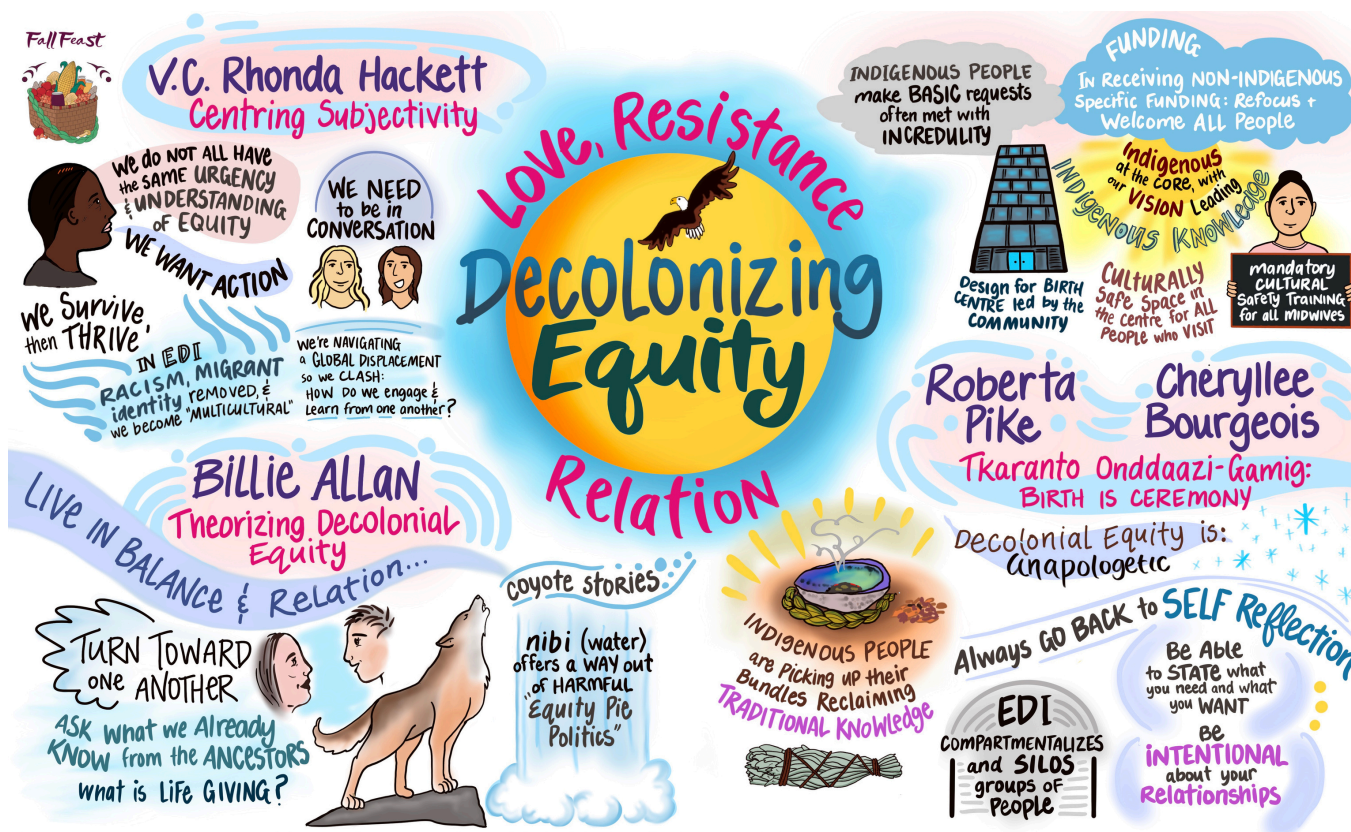 Fall Feast
V.C. Rhonda Hackett
Centring Subjectivity
We do NOT ALL HAVE
the SAME URGENCY
& UNDERSTANDING
of EQUITY
WE WANT ACTION
WE NEED
to be in
CONVERSATION
We Survive,
then THRIVE
IN EDI
RACISM, MIGRANT
identity removed, &
we become "MULTICULTURAL"
We're NAVIGATING
a GLOBAL DISPLACEMENT
so we CLASH:
HOW DO we engage &
Learn from one another?
Love, Resistance
Decolonizing
Equity
Relation
INDIGENOUS PEOPLE
make BASIC requests
often met with
INCREDULITY
FUNDING
In Receiving NON-INDIGENOUS
Specific FUNDING: Refocus +
Welcome ALL People
Indigenous
at the CORE, with
our VISION Leading
INDIGENOUS KNOWLEDGE
Design for BIRTH
CENTRE led by the
COMMUNITY
CULTURALLY
Safe Space in
the Centre for ALL
PEOPLE who VISIT
mandatory
CULTURAL
Safety TRAINING
for all MIDWIVES
Roberta
Pike
Cheryllee
Bourgeois
Tkaranto Onddaazi-Gamig:
BIRTH IS CEREMONY
Decolonial Equity is:
Unapologetic
BILLIE ALLAN
Theorizing Decolonial
Equity
LIVE IN BALANCE & RELATION...
TURN TOWARD
ONE ANOTHER
ASK what we Already
KNOW from the ANCESTORS
what is LIFE GIVING?
coyote stories
nibi (water)
offers a WAY out
of HARMFUL
"Equity Pie
Politics"
INDIGENOUS PEOPLE
are Picking up their
Bundles Reclaiming
TRADITIONAL KNOWLEDGE
Always GO BACK to SELF Reflection
EDI
COMPARTMENTALIZES
and SILOS
groups of
People
Be Able
to STATE what
you need and what
you WANT
Be
INTENTIONAL
about your
Relationships